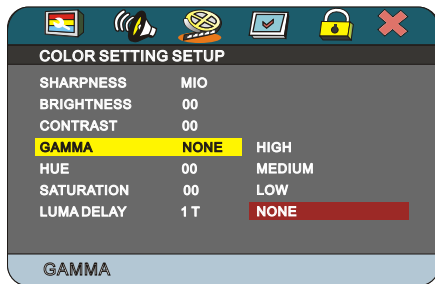 COLOR SETTING SETUP
SHARPNESS MIO
BRIGHTNESS 00
CONTRAST 00
GAMMA NONE HIGH
HUE 00 MEDIUM
SATURATION 00 LOW
LUMA DELAY 1 T NONE
GAMMA